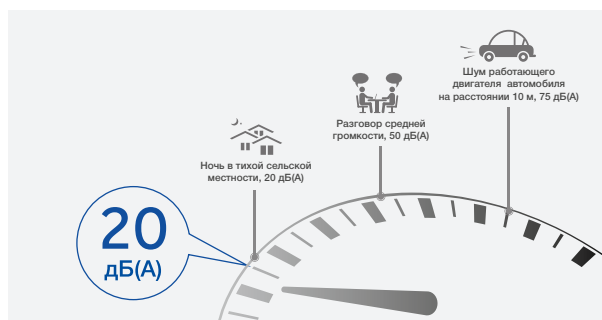 Шум работающего
двигателя автомобиля
на расстоянии 10 м, 75 дБ(А)
Разговор средней
громкости, 50 дБ(А)
Ночь в тихой сельской
местности, 20 дБ(А)
20
дБ(А)